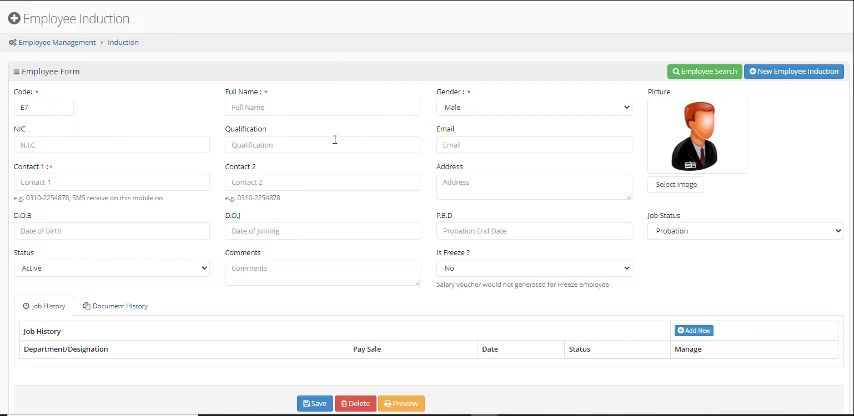 Employee Induction
Employee Management > Induction
Employee Form
Employee Search
New Employee Induction
Code: * Full Name : * Gender : * Picture
E7 Full Name Male
NIC Qualification Email
N.I.C Qualification Email
Contact 1 :* Contact 2 Address
Contact 1 Contact 2 Address
Select Image
e.g. 0310-2254878, SMS receive on this mobile no e.g. 0310-2254878
D.O.B D.O.J P.E.D Job Status
Date of birth Date of Joining Probation End Date Probation
Status Comments Is Freeze ?
Active Comments No
Salary voucher would not generated for Freeze employee
Job History Document History
Job History Add New
Department/Designation Pay Sale Date Status Manage
Save Delete Preview